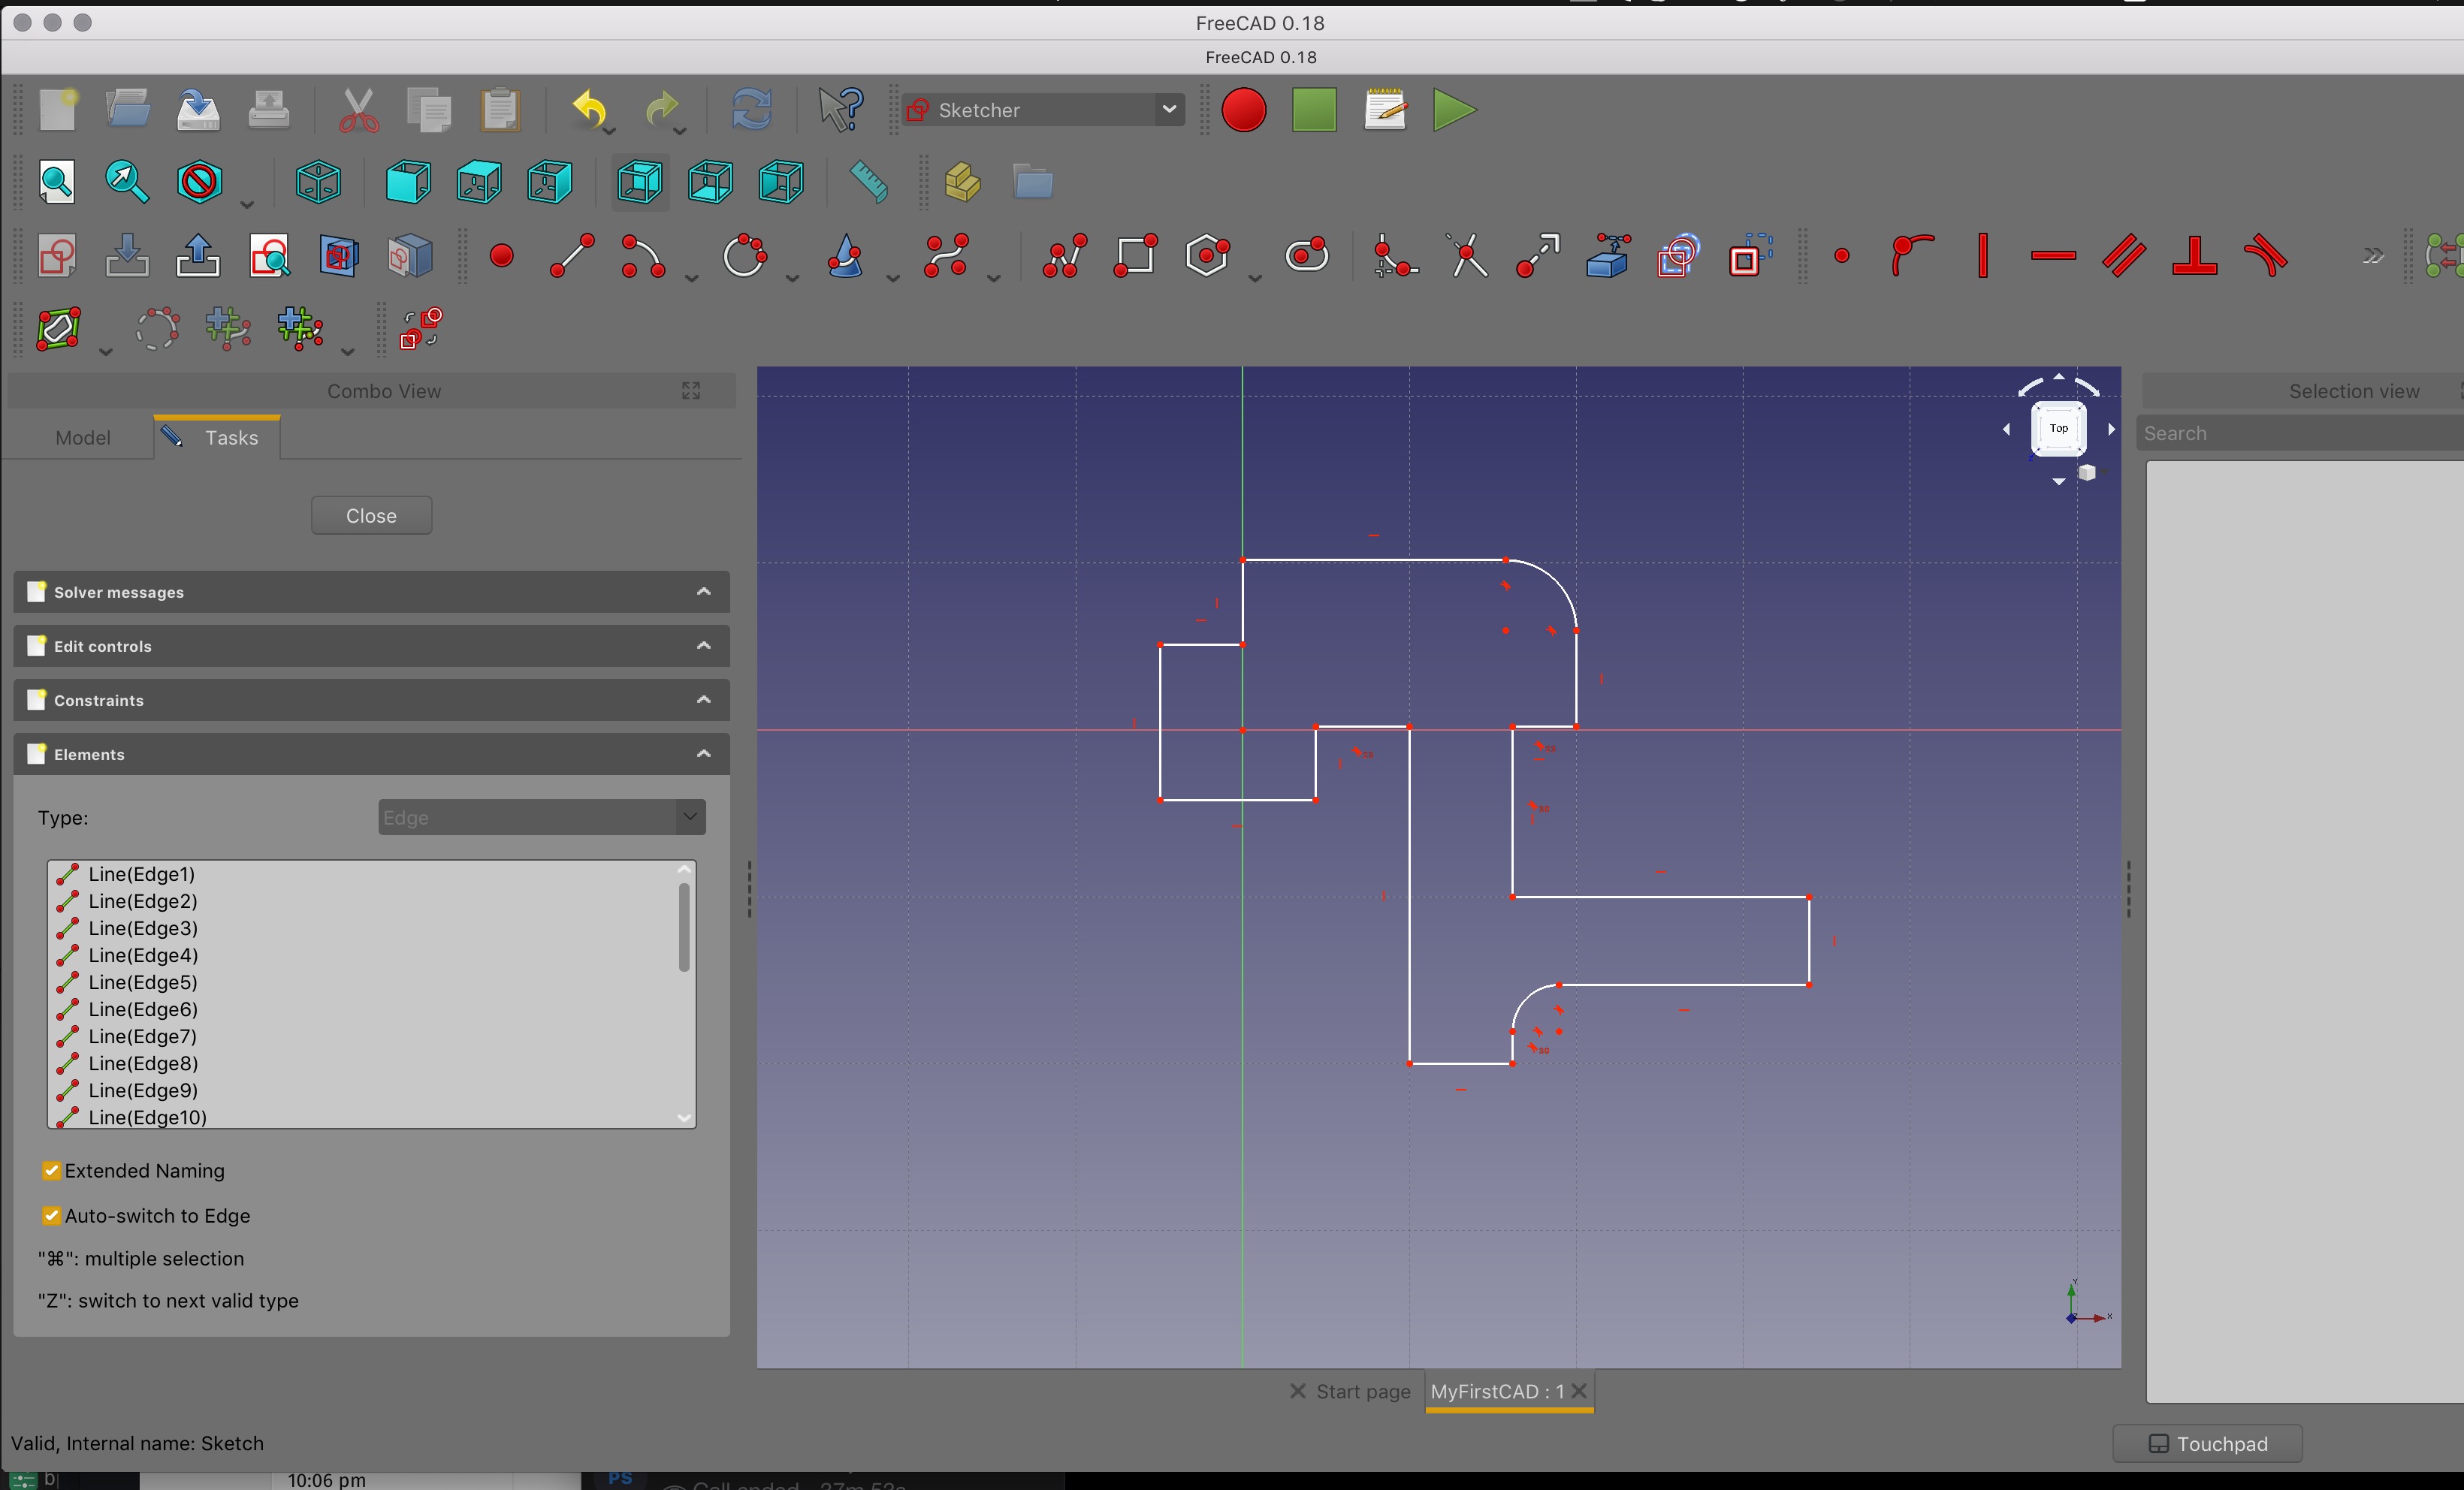 FreeCAD 0.18
FreeCAD 0.18
Sketcher
Combo View
Selection view
Model
Tasks
Top
Search
Close
Solver messages
Edit controls
Constraints
Elements
Type:
Edge
Line(Edge1)
Line(Edge2)
Line(Edge3)
Line(Edge4)
Line(Edge5)
Line(Edge6)
Line(Edge7)
Line(Edge8)
Line(Edge9)
Line(Edge10)
Extended Naming
Auto-switch to Edge
"⌘": multiple selection
"Z": switch to next valid type
Y
X
Start page
MyFirstCAD : 1
Valid, Internal name: Sketch
Touchpad
10:06 pm
PS
Call ended